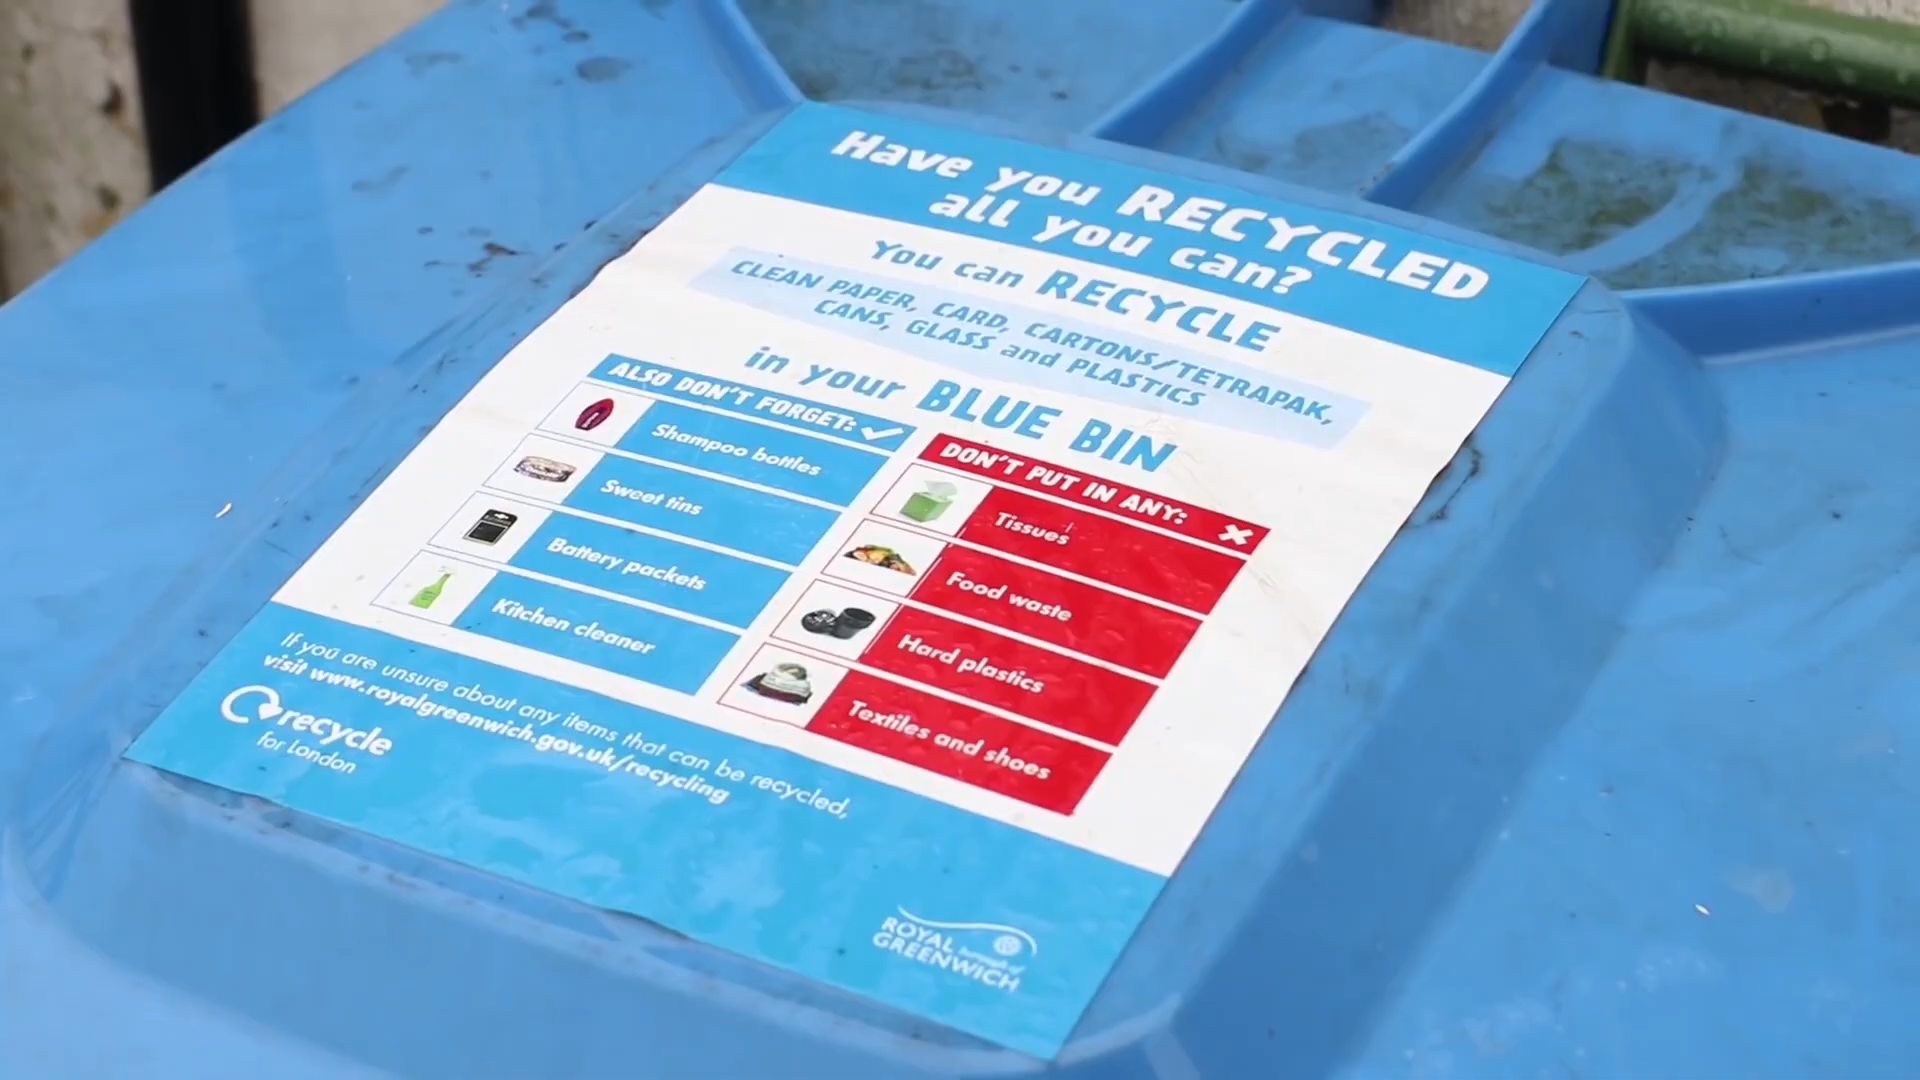 Have you RECYCLED
all you can?
You can RECYCLE
CLEAN PAPER, CARD, CARTONS/TETRAPAK,
CANS, GLASS and PLASTICS
in your BLUE BIN
ALSO DON'T FORGET:
Shampoo bottles
Sweet tins
Battery packets
Kitchen cleaner
DON'T PUT IN ANY:
Tissues
Food waste
Hard plastics
Textiles and shoes
If you are unsure about any items that can be recycled,
visit www.royalgreenwich.gov.uk/recycling
recycle
for London
ROYAL borough of
GREENWICH